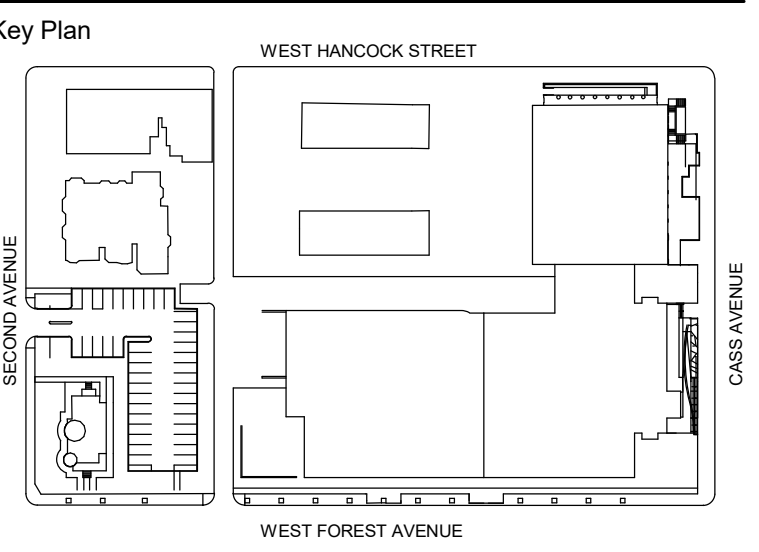 Key Plan
WEST HANCOCK STREET
SECOND AVENUE
CASS AVENUE
WEST FOREST AVENUE